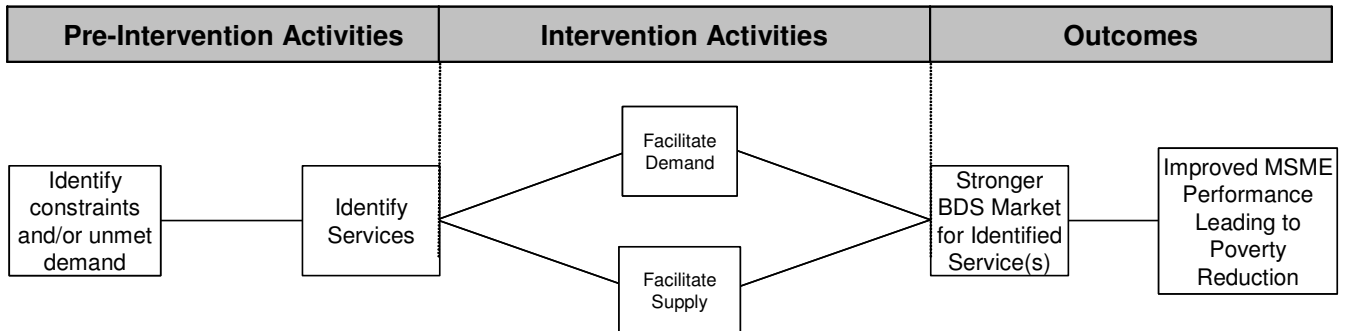 Pre-Intervention Activities
Intervention Activities
Outcomes
Identify
constraints
and/or unmet
demand
Identify
Services
Facilitate
Demand
Facilitate
Supply
Stronger
BDS Market
for Identified
Service(s)
Improved MSME
Performance
Leading to
Poverty
Reduction